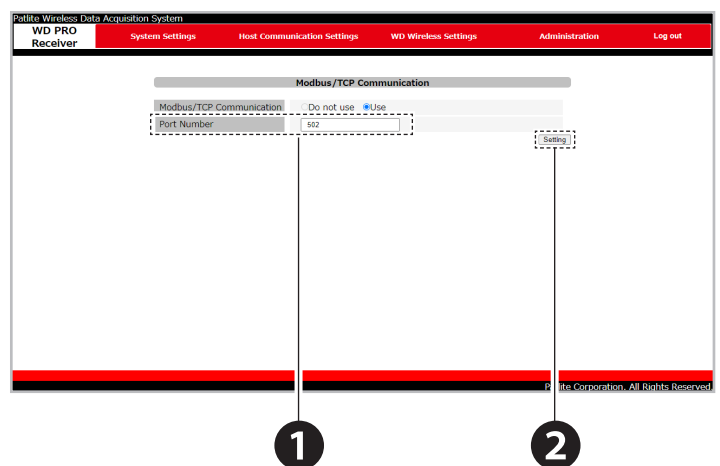 Patlite Wireless Data Acquisition System
WD PRO
Receiver
System Settings
Host Communication Settings
WD Wireless Settings
Administration
Log out
Modbus/TCP Communication
Modbus/TCP Communication Do not use Use
Port Number 502
Setting
Patlite Corporation. All Rights Reserved.
1
2